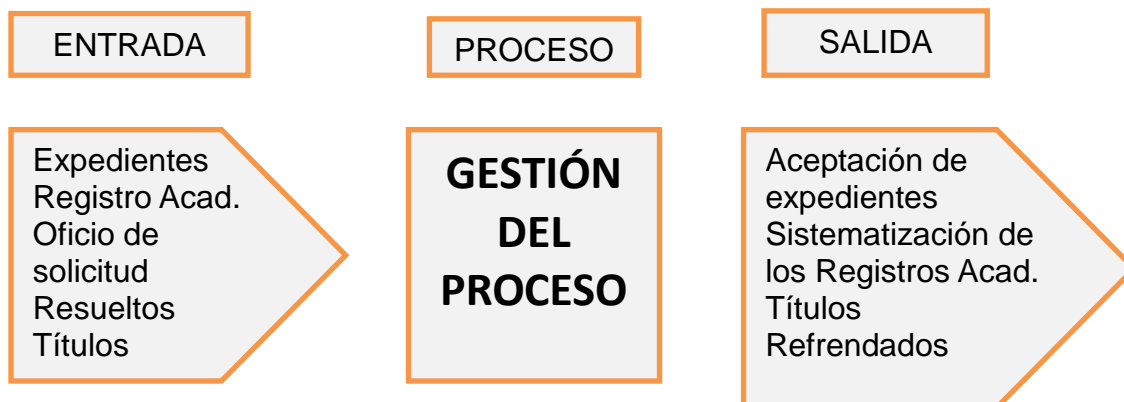 ENTRADA
PROCESO
SALIDA
Expedientes
Registro Acad.
Oficio de
solicitud
Resueltos
Títulos
GESTIÓN
DEL
PROCESO
Aceptación de
expedientes
Sistematización de
los Registros Acad.
Títulos
Refrendados